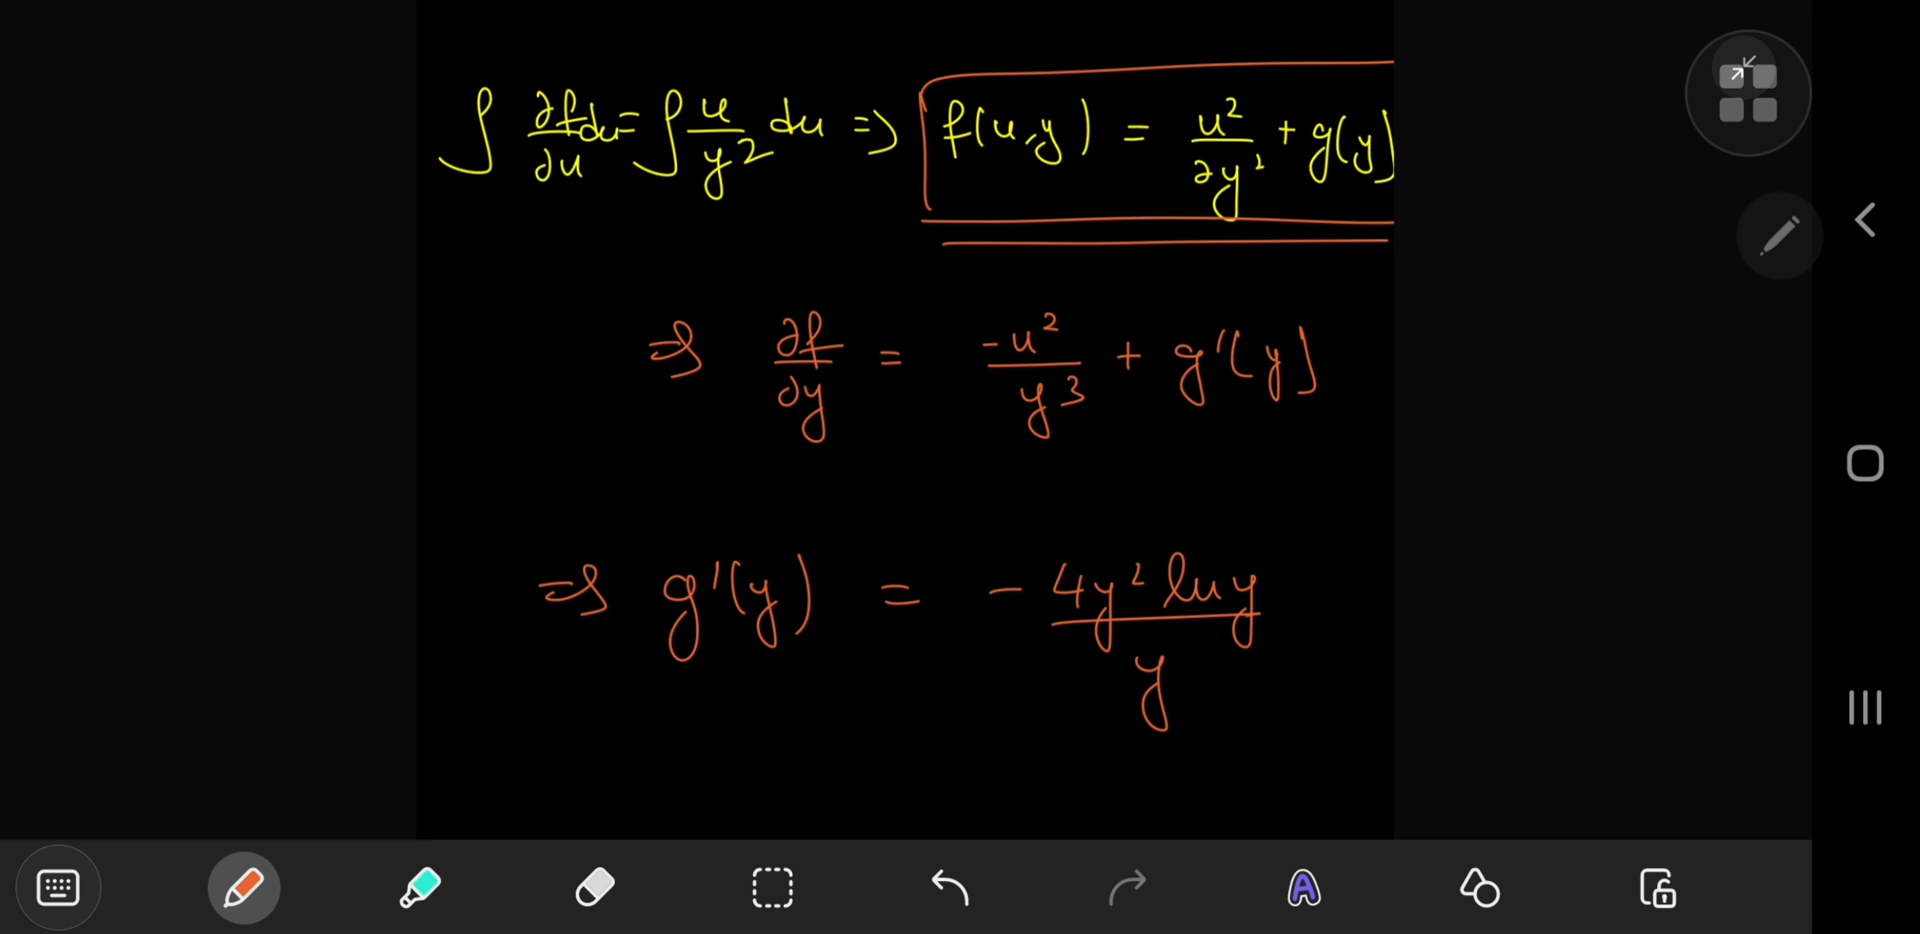 ∫ ∂f/∂u du = ∫ u/y² du ⇒ f(u,y) = u²/2y² + g(y)
⇒ ∂f/∂y = -u²/y³ + g'(y)
⇒ g'(y) = - 4y² ln y / y
A